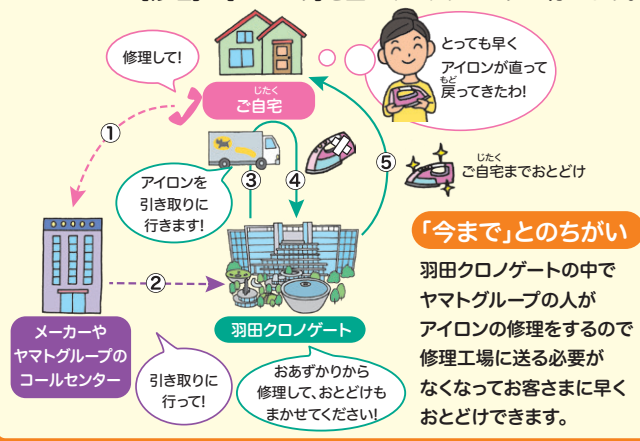 修理して!
じたく
ご自宅
とっても早く
アイロンが直って
もど
戻ってきたわ!
①
③
④
⑤
じたく
ご自宅までおとどけ
アイロンを
引き取りに
行きます!
②
メーカーや
ヤマトグループの
コールセンター
引き取りに
行って!
羽田クロノゲート
おあずかりから
修理して、おとどけも
まかせてください!
「今まで」とのちがい
羽田クロノゲートの中で
ヤマトグループの人が
アイロンの修理をするので
修理工場に送る必要が
なくなってお客さまに早く
おとどけできます。